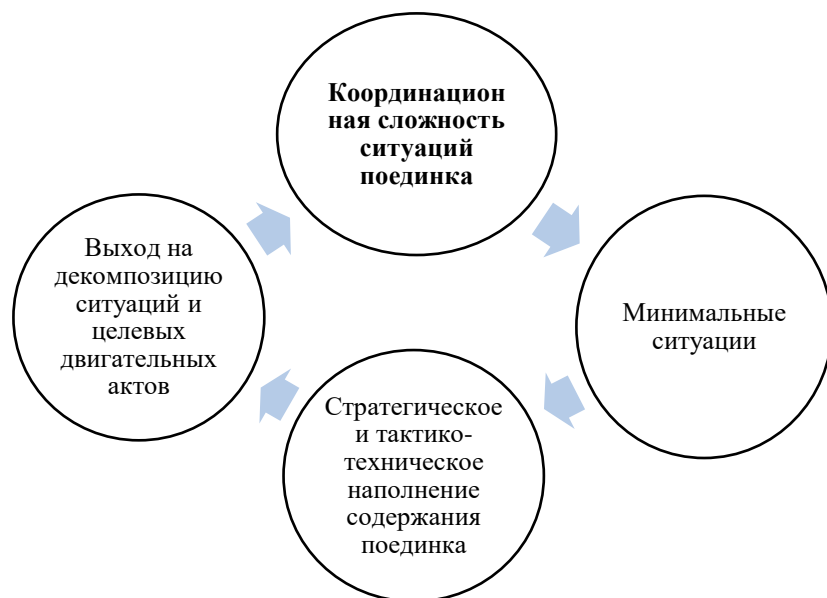 Координацион
ная сложность
ситуаций
поединка
Минимальные
ситуации
Стратегическое
и тактико-
техническое
наполнение
содержания
поединка
Выход на
декомпозицию
ситуаций и
целевых
двигательных
актов